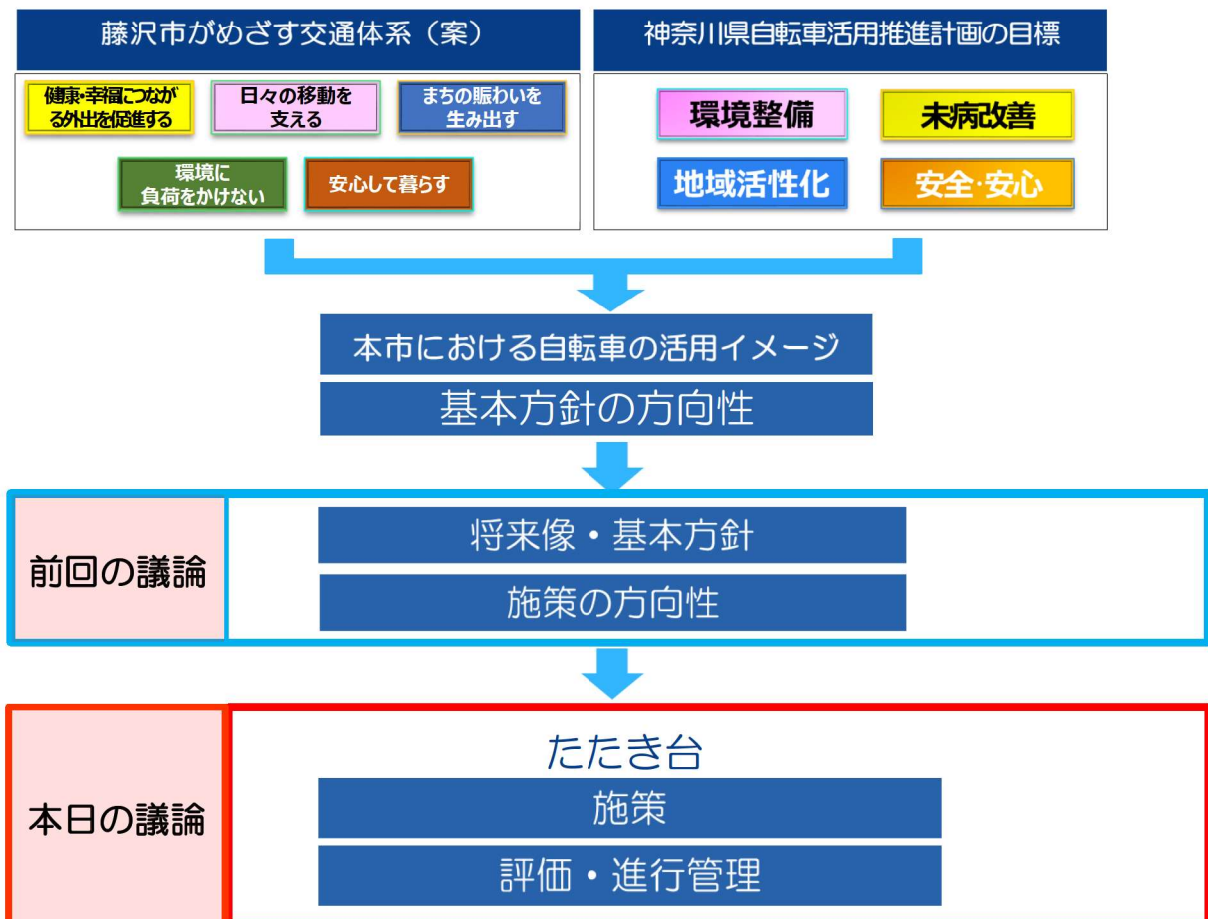 藤沢市がめざす交通体系（案）
健康・幸福につなが
る外出を促進する
日々の移動を
支える
まちの賑わいを
生み出す
環境に
負荷をかけない
安心して暮らす
神奈川県自転車活用推進計画の目標
環境整備
未病改善
地域活性化
安全・安心
本市における自転車の活用イメージ
基本方針の方向性
前回の議論
将来像・基本方針
施策の方向性
本日の議論
たたき台
施策
評価・進行管理